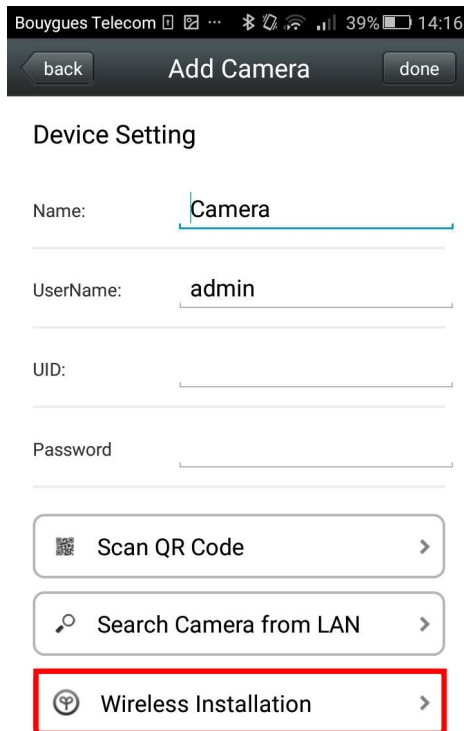 Bouygues Telecom ... 39% 14:16
back Add Camera done
Device Setting
Name: Camera
UserName: admin
UID:
Password
Scan QR Code
Search Camera from LAN
Wireless Installation